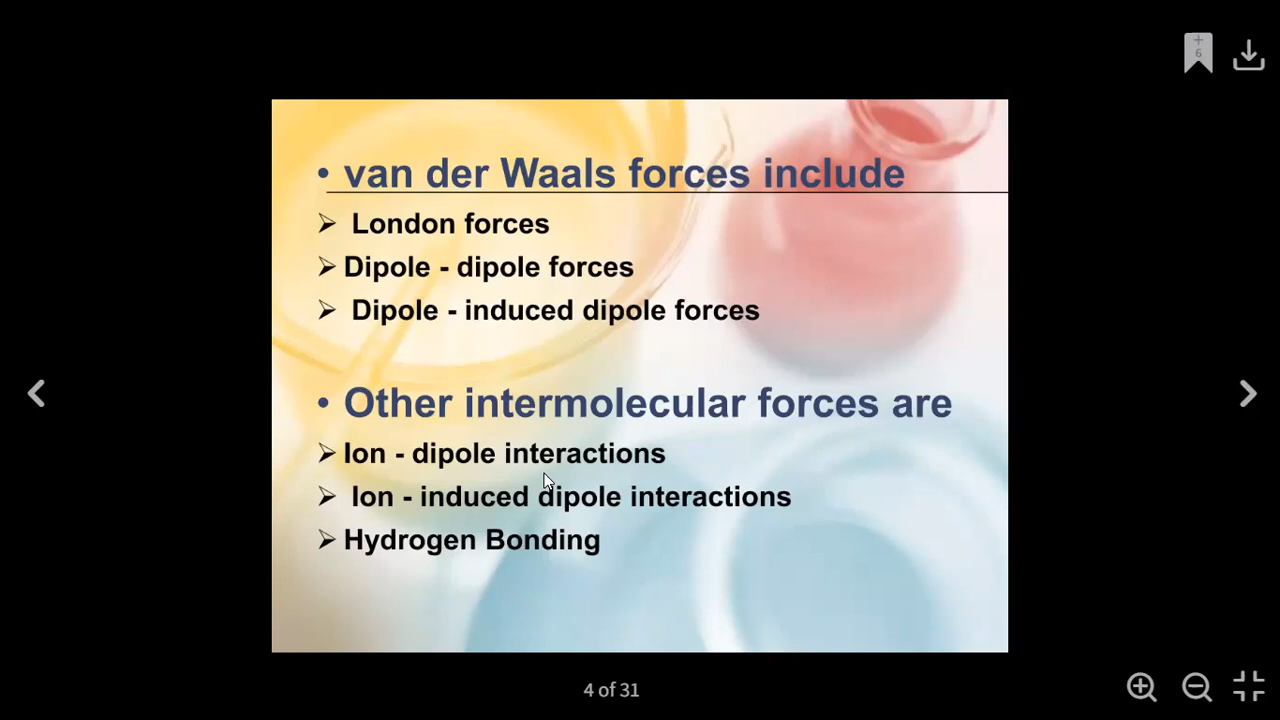 +
6
• van der Waals forces include
➢ London forces
➢ Dipole - dipole forces
➢ Dipole - induced dipole forces
• Other intermolecular forces are
➢ Ion - dipole interactions
➢ Ion - induced dipole interactions
➢ Hydrogen Bonding
4 of 31